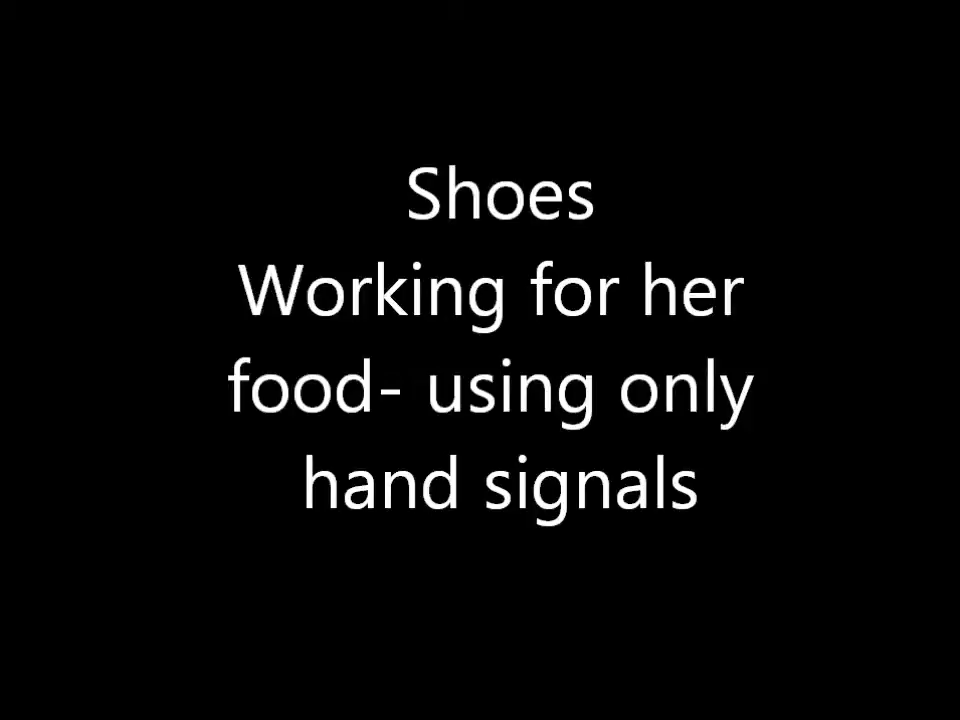 Shoes
Working for her
food- using only
hand signals